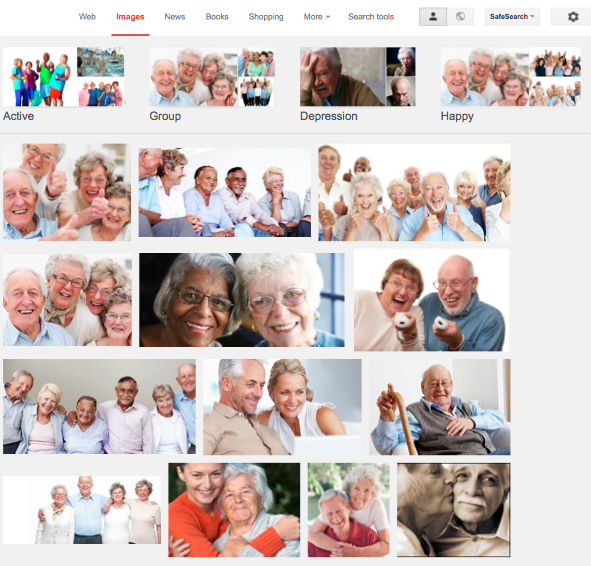 Web Images News Books Shopping More Search tools SafeSearch
Active Group Depression Happy